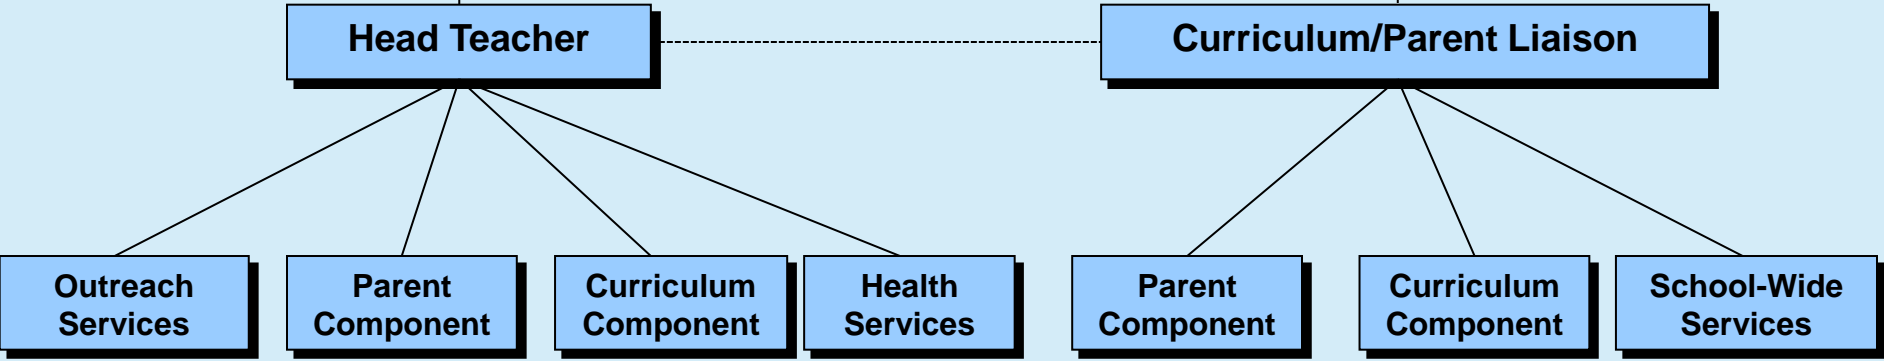 Head Teacher
Curriculum/Parent Liaison
Outreach
Services
Parent
Component
Curriculum
Component
Health
Services
Parent
Component
Curriculum
Component
School-Wide
Services